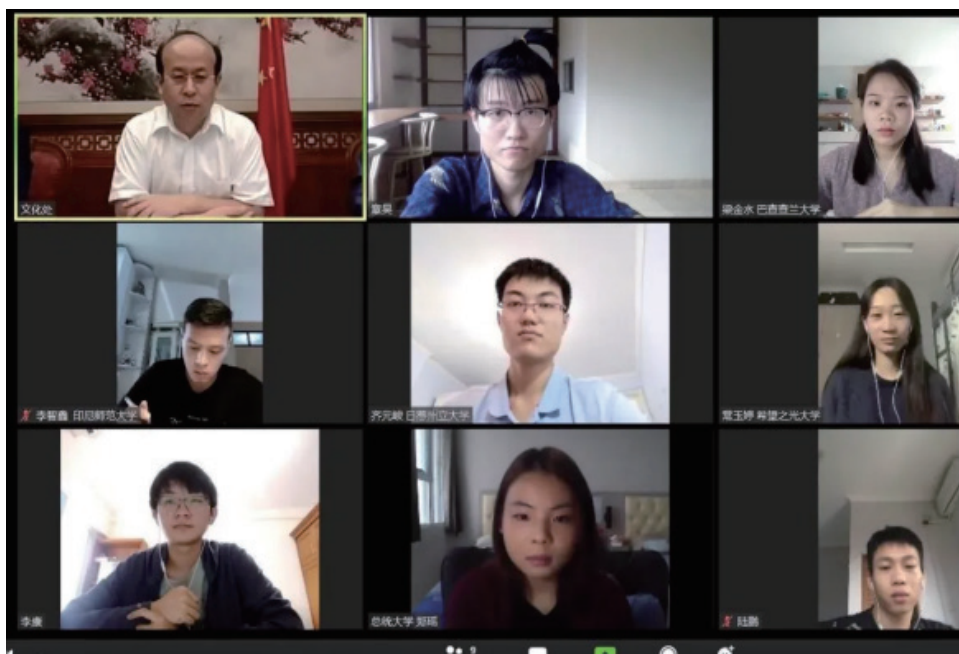 文化处
梁金水 巴查查兰大学
李智鑫 印尼师范大学
齐元峻 日惹州立大学
常玉婷 希望之光大学
李康
总统大学 郑瑶
陆鹏